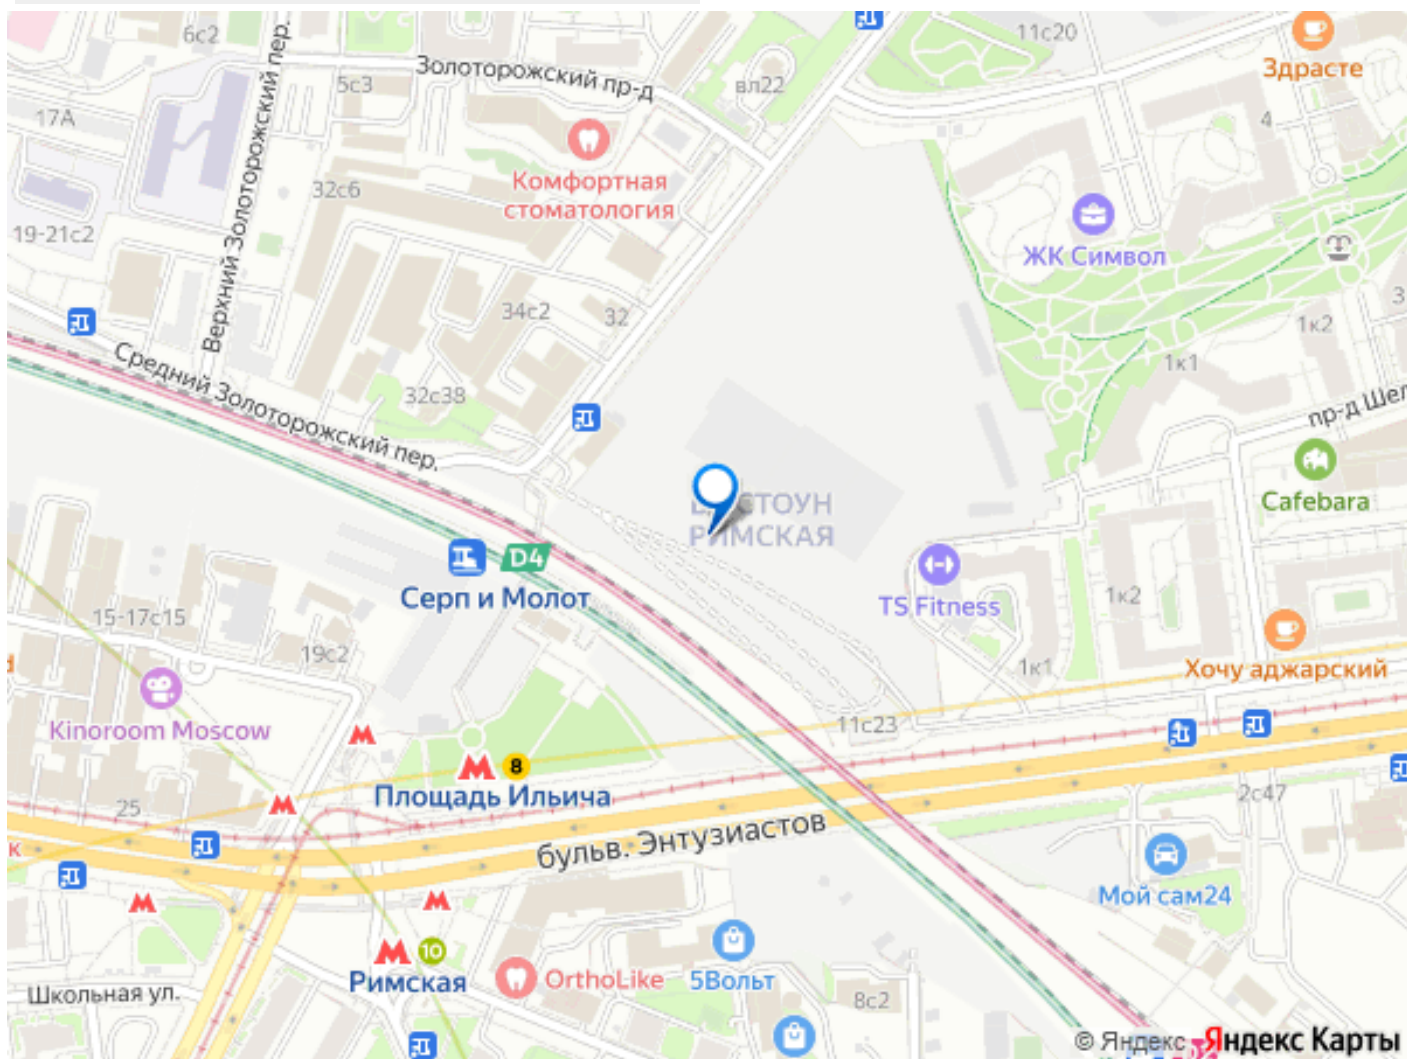 6с2
11с20
Здрасте
Золоторожский пр-д
5с3
вл22
17А
4
Верхний Золоторожский пер.
Комфортная
стоматология
32с6
19-21с2
ЖК Символ
34с2
32
1к2
3
1к1
Средний Золоторожский пер.
32с38
пр-д Шел
Cafebara
РИМСКАЯ
D4
Серп и Молот
TS Fitness
1к2
15-17с15
19с2
1к1
Хочу аджарский
Kinoroom Moscow
11с23
8
Площадь Ильича
25
2с47
к
бульв. Энтузиастов
Мой сам24
10
Римская
OrthoLike
5Вольт
Школьная ул.
8с2
© Яндекс Яндекс Карты